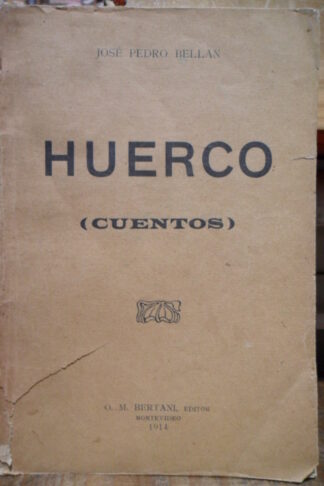 JOSÉ PEDRO BELLAN
HUERCO
(CUENTOS)
O. M. BERTANI, EDITOR
MONTEVIDEO
1914